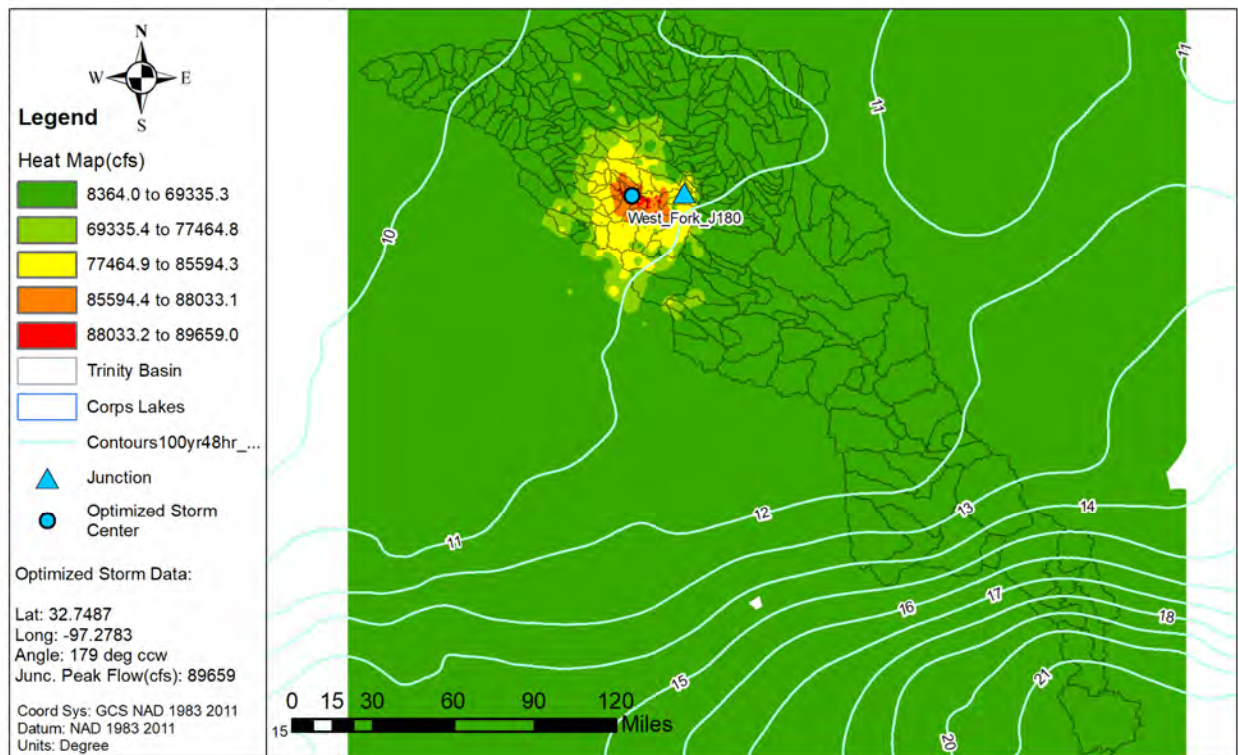 N
W
E
S
Legend
Heat Map(cfs)
8364.0 to 69335.3
69335.4 to 77464.8
77464.9 to 85594.3
85594.4 to 88033.1
88033.2 to 89659.0
Trinity Basin
Corps Lakes
Contours100yr48hr_...
Junction
Optimized Storm
Center
Optimized Storm Data:
Lat: 32.7487
Long: -97.2783
Angle: 179 deg ccw
Junc. Peak Flow(cfs): 89659
Coord Sys: GCS NAD 1983 2011
Datum: NAD 1983 2011
Units: Degree
11
11
10
West_Fork_J180
11
12
13
14
15
16
17
18
20
21
15
0 15 30 60 90 120
Miles